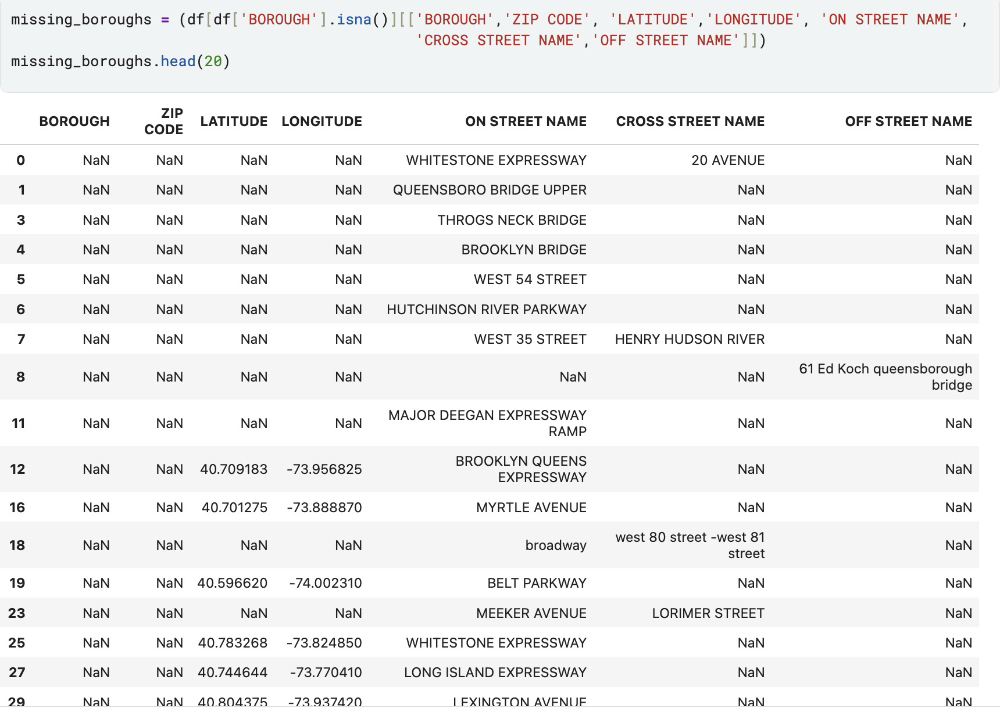 missing_boroughs = (df[df['BOROUGH'].isna()][['BOROUGH','ZIP CODE', 'LATITUDE','LONGITUDE', 'ON STREET NAME',
'CROSS STREET NAME','OFF STREET NAME']])
missing_boroughs.head(20)
BOROUGH ZIP CODE LATITUDE LONGITUDE ON STREET NAME CROSS STREET NAME OFF STREET NAME
0 NaN NaN NaN NaN WHITESTONE EXPRESSWAY 20 AVENUE NaN
1 NaN NaN NaN NaN QUEENSBORO BRIDGE UPPER NaN NaN
3 NaN NaN NaN NaN THROGS NECK BRIDGE NaN NaN
4 NaN NaN NaN NaN BROOKLYN BRIDGE NaN NaN
5 NaN NaN NaN NaN WEST 54 STREET NaN NaN
6 NaN NaN NaN NaN HUTCHINSON RIVER PARKWAY NaN NaN
7 NaN NaN NaN NaN WEST 35 STREET HENRY HUDSON RIVER NaN
8 NaN NaN NaN NaN NaN NaN 61 Ed Koch queensborough bridge
11 NaN NaN NaN NaN MAJOR DEEGAN EXPRESSWAY RAMP NaN NaN
12 NaN NaN 40.709183 -73.956825 BROOKLYN QUEENS EXPRESSWAY NaN NaN
16 NaN NaN 40.701275 -73.888870 MYRTLE AVENUE NaN NaN
18 NaN NaN NaN NaN broadway west 80 street -west 81 street NaN
19 NaN NaN 40.596620 -74.002310 BELT PARKWAY NaN NaN
23 NaN NaN NaN NaN MEEKER AVENUE LORIMER STREET NaN
25 NaN NaN 40.783268 -73.824850 WHITESTONE EXPRESSWAY NaN NaN
27 NaN NaN 40.744644 -73.770410 LONG ISLAND EXPRESSWAY NaN NaN
29 NaN NaN 40.804375 -73.937420 LEXINGTON AVENUE NaN NaN